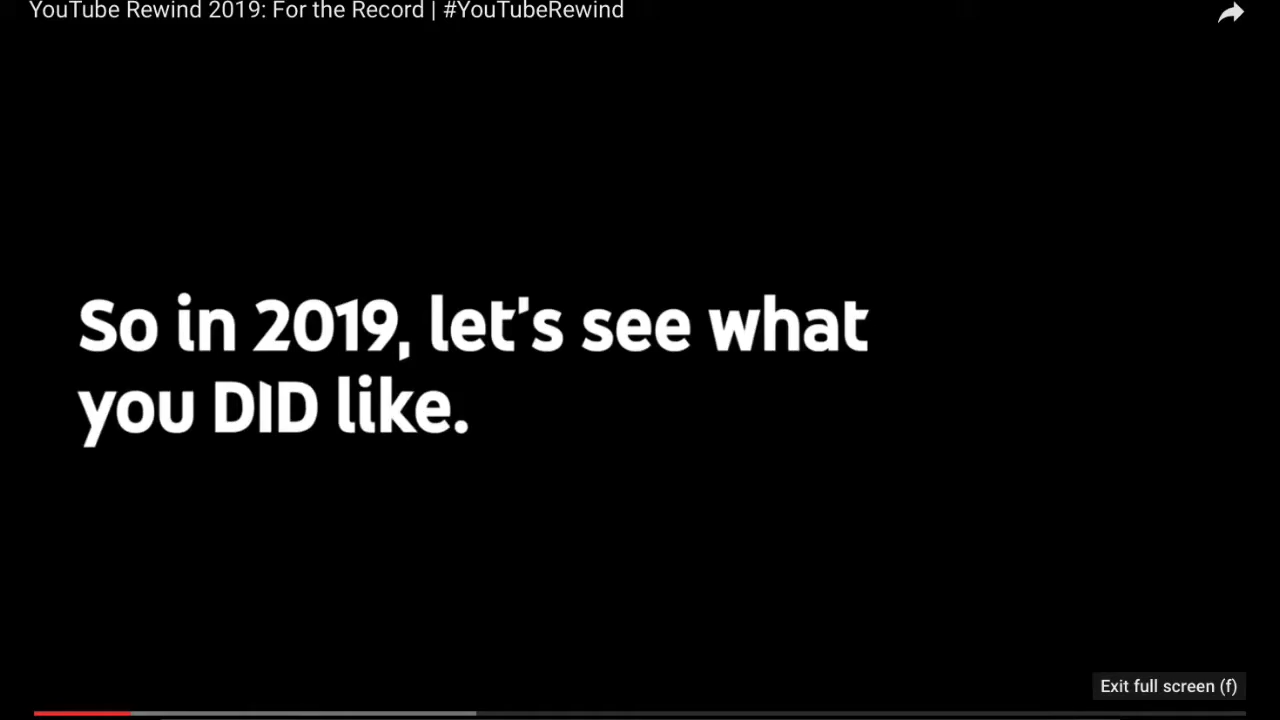 YouTube Rewind 2019: For the Record | #YouTubeRewind
So in 2019, let's see what
you DID like.
Exit full screen (f)